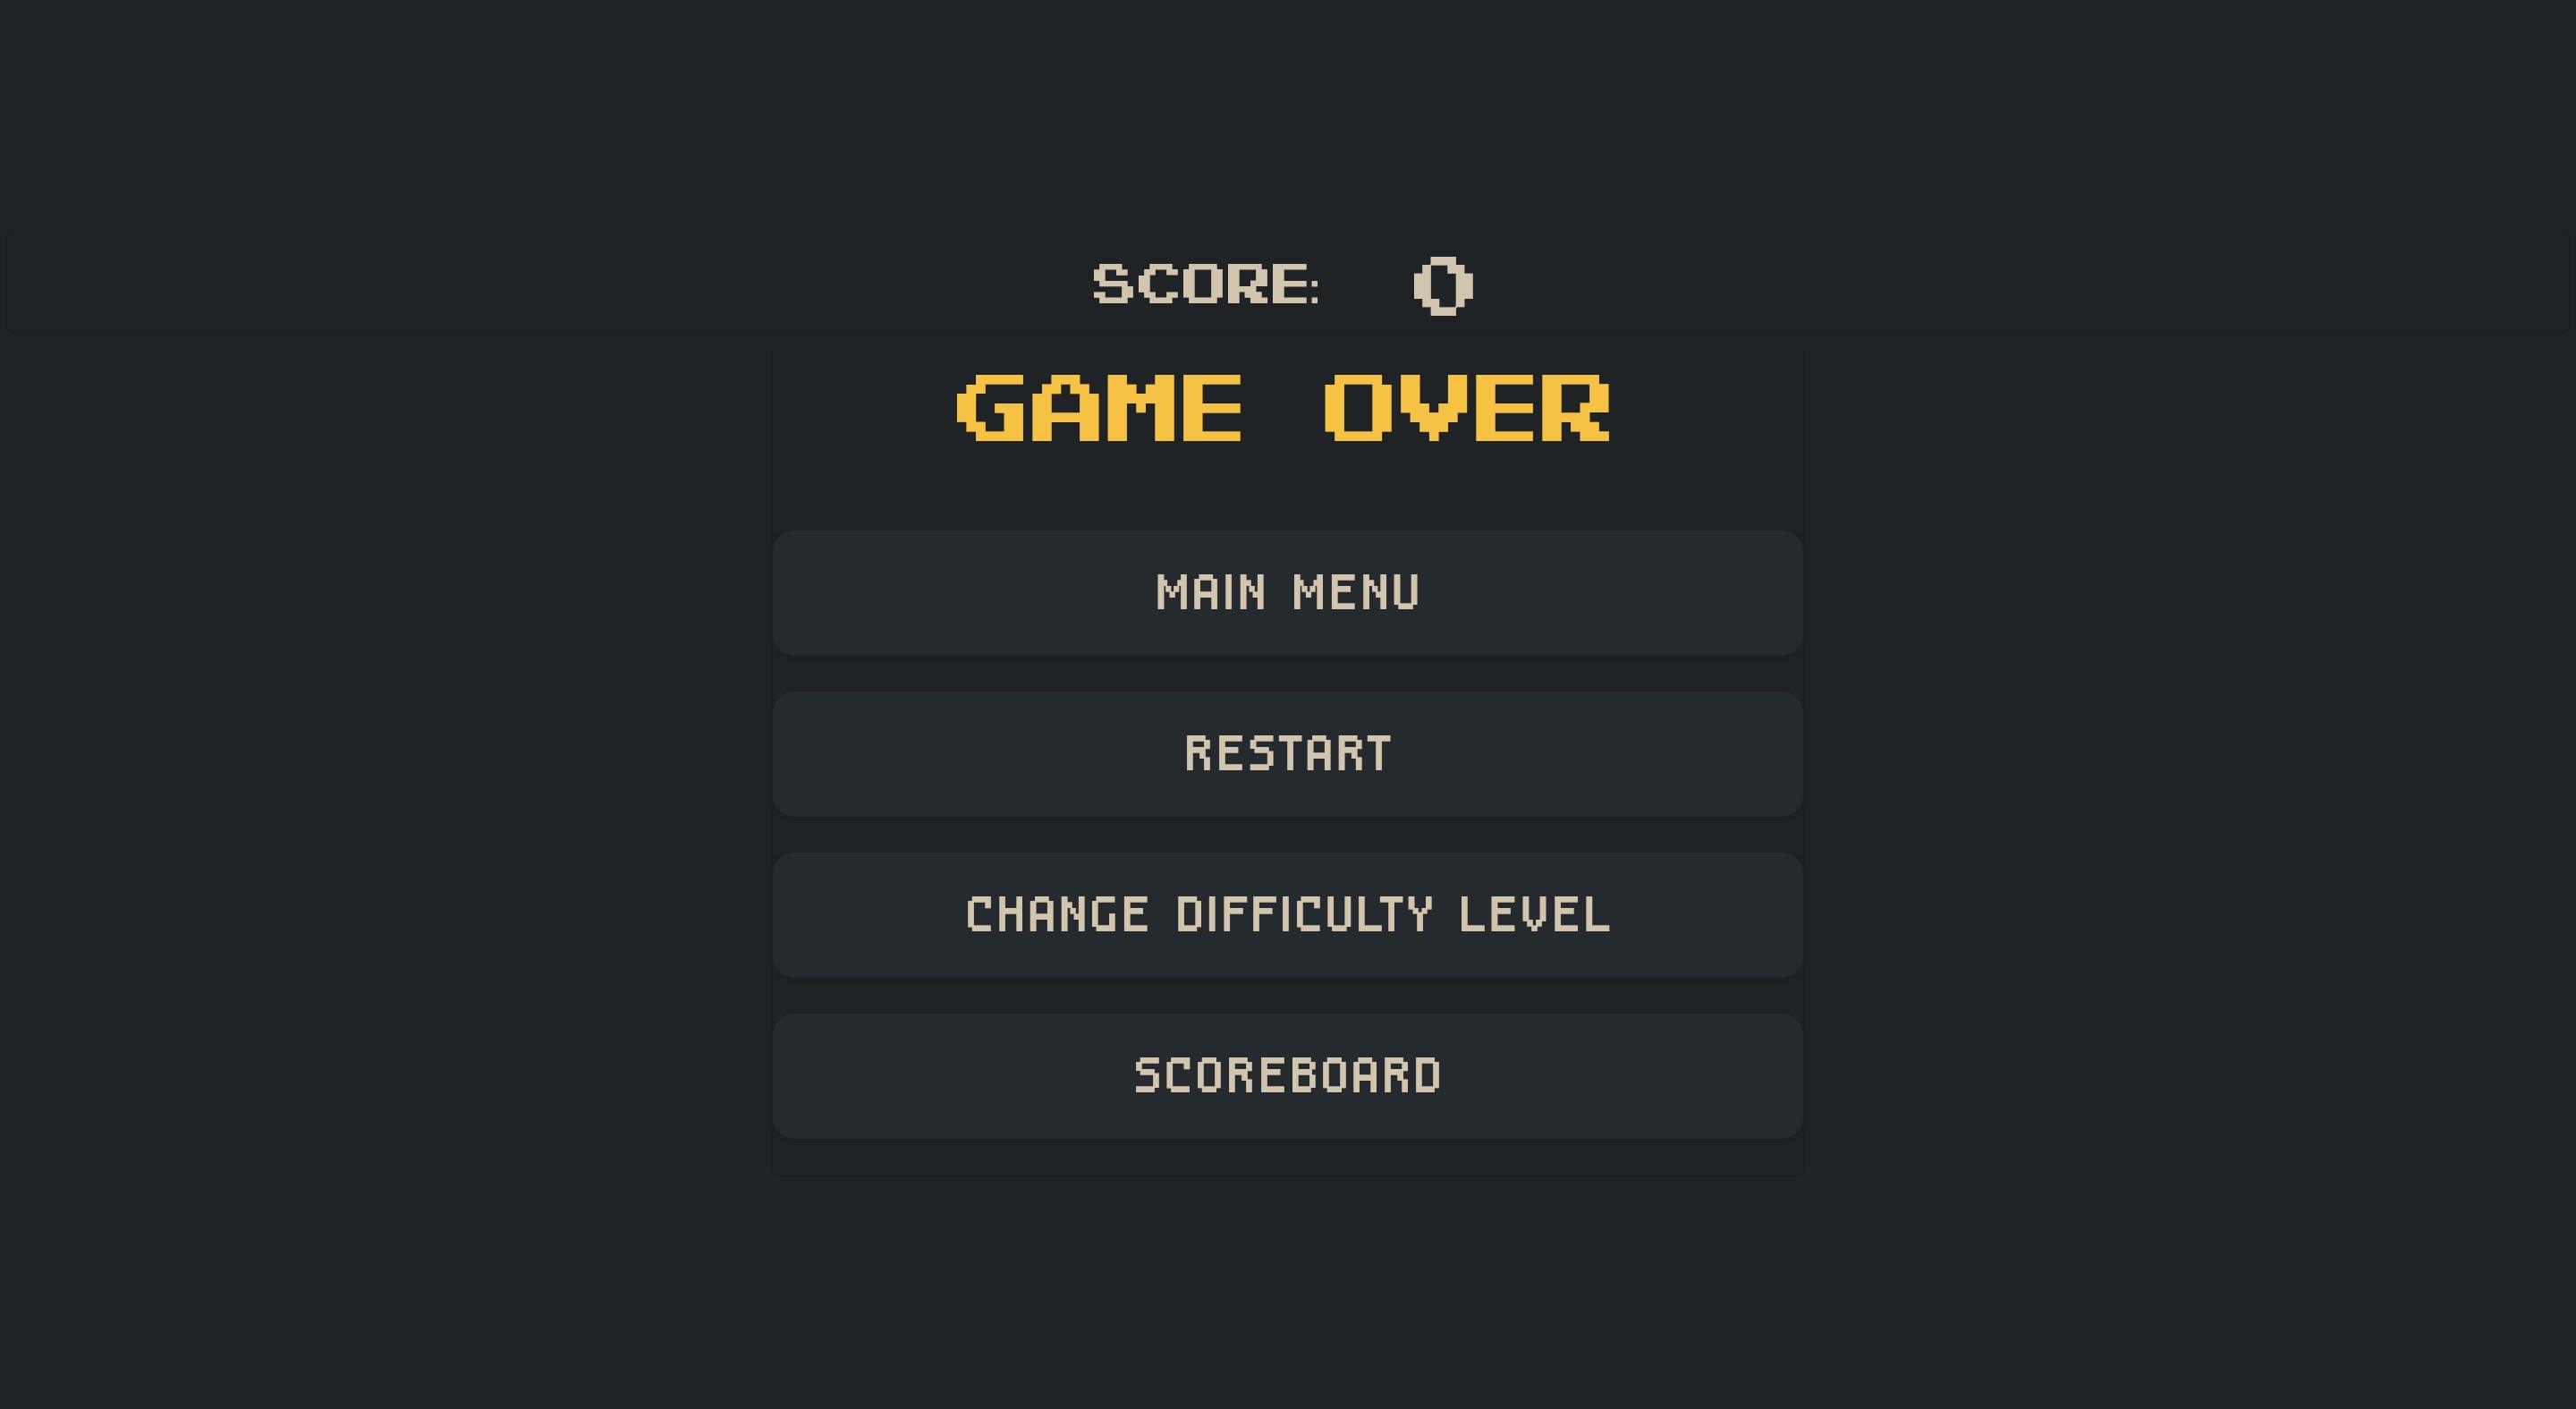 SCORE: 0
GAME OVER
MAIN MENU
RESTART
CHANGE DIFFICULTY LEVEL
SCOREBOARD